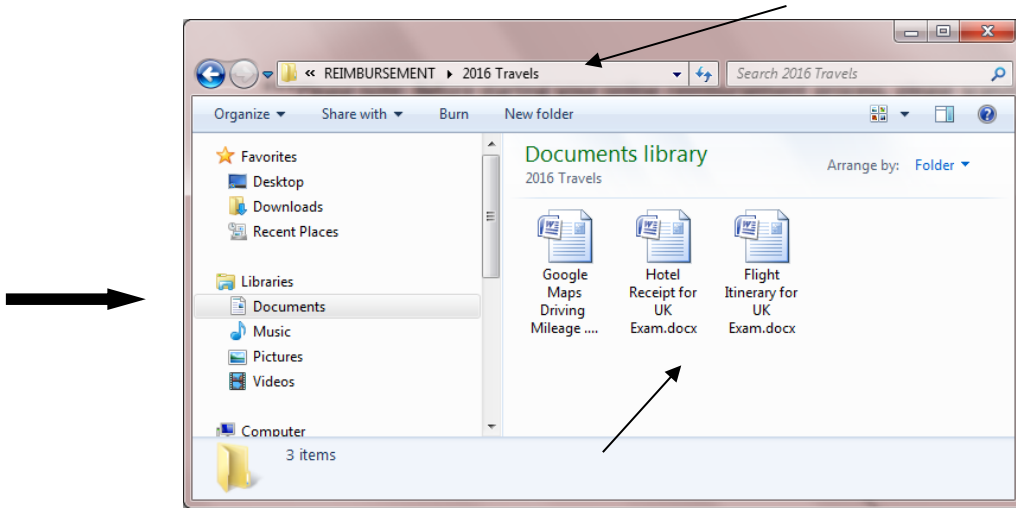 « REIMBURSEMENT ▸ 2016 Travels
Search 2016 Travels
Organize Share with Burn New folder
Favorites
Desktop
Downloads
Recent Places
Libraries
Documents
Music
Pictures
Videos
Computer
Documents library
2016 Travels
Arrange by: Folder
Google
Maps
Driving
Mileage ....
Hotel
Receipt for
UK
Exam.docx
Flight
Itinerary for
UK
Exam.docx
3 items